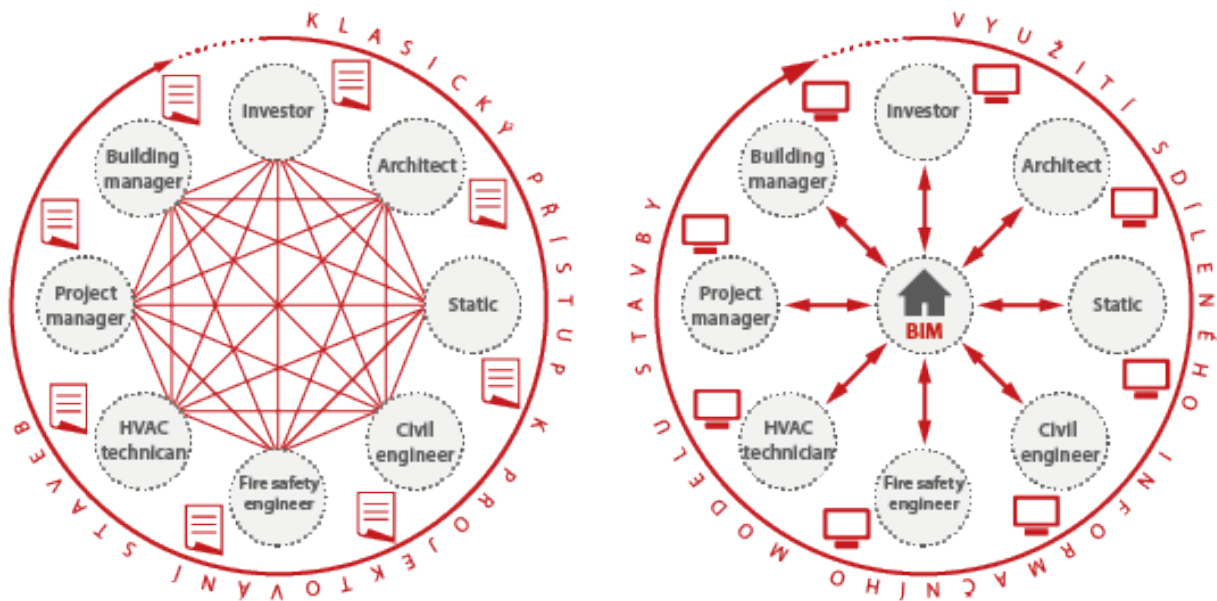 KLASICKÝ PŘÍSTUP K PROJEKTOVÁNÍ STAVEB
Investor
Architect
Static
Civil
engineer
Fire safety
engineer
HVAC
technican
Project
manager
Building
manager
VYUŽITÍ SDÍLENÉHO INFORMAČNÍHO MODELU STAVBY
Investor
Architect
Static
Civil
engineer
Fire safety
engineer
HVAC
technician
Project
manager
Building
manager
BIM